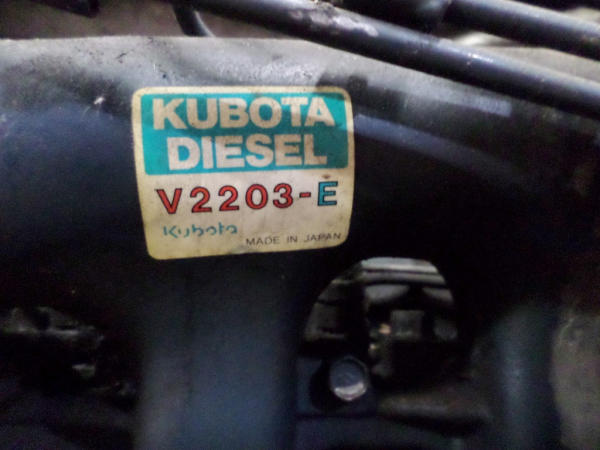 KUBOTA
DIESEL
V2203-E
Kubota
MADE IN JAPAN